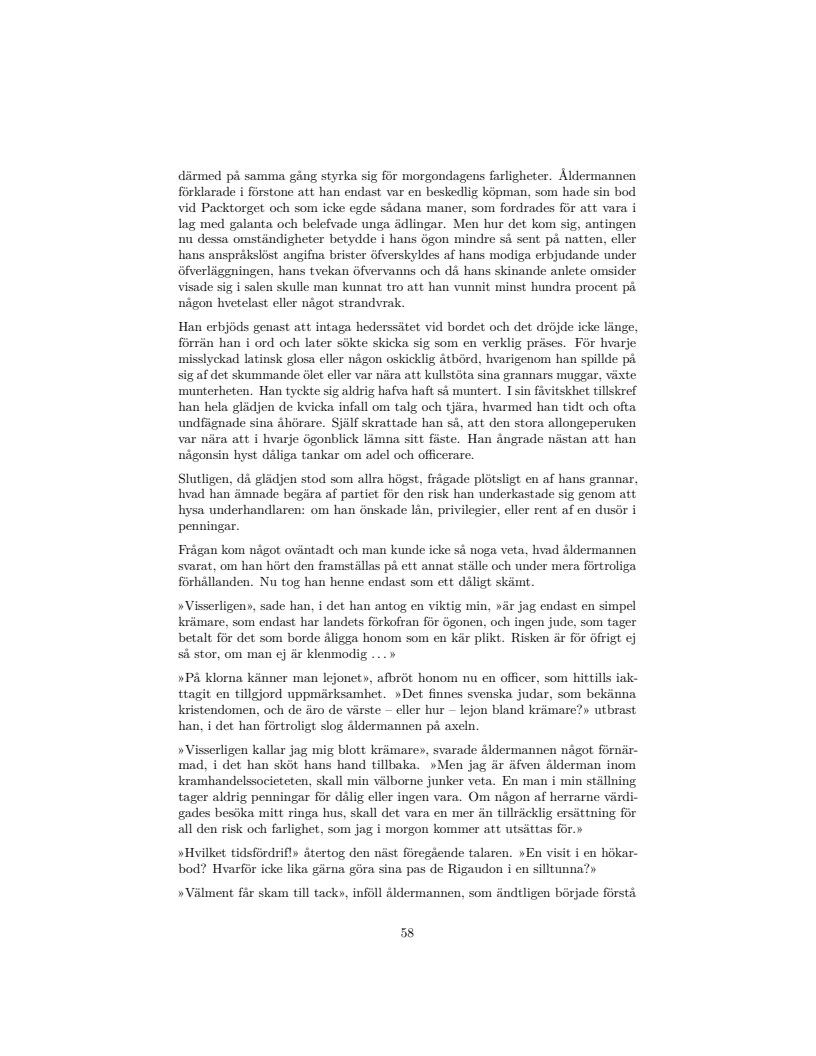 därmed på samma gång styrka sig för morgondagens farligheter. Åldermannen
förklarade i förstone att han endast var en beskedlig köpman, som hade sin bod
vid Packtorget och som icke egde sådana maner, som fordrades för att vara i
lag med galanta och belefvade unga ädlingar. Men hur det kom sig, antingen
nu dessa omständigheter betydde i hans ögon mindre så sent på natten, eller
hans anspråkslöst angifna brister öfverskyldes af hans modiga erbjudande under
öfverläggningen, hans tvekan öfvervanns och då hans skinande anlete omsider
visade sig i salen skulle man kunnat tro att han vunnit minst hundra procent på
någon hvetelast eller något strandvrak.
Han erbjöds genast att intaga hederssätet vid bordet och det dröjde icke länge,
förrän han i ord och later sökte skicka sig som en verklig präses. För hvarje
misslyckad latinsk glosa eller någon oskicklig åtbörd, hvarigenom han spillde på
sig af det skummande ölet eller var nära att kullstöta sina grannars muggar, växte
munterheten. Han tyckte sig aldrig hafva haft så muntert. I sin fåvitskhet tillskref
han hela glädjen de kvicka infall om talg och tjära, hvarmed han tidt och ofta
undfägnade sina åhörare. Själf skrattade han så, att den stora allongeperuken
var nära att i hvarje ögonblick lämna sitt fäste. Han ångrade nästan att han
någonsin hyst dåliga tankar om adel och officerare.
Slutligen, då glädjen stod som allra högst, frågade plötsligt en af hans grannar,
hvad han ämnade begära af partiet för den risk han underkastade sig genom att
hysa underhandlaren: om han önskade lån, privilegier, eller rent af en dusör i
penningar.
Frågan kom något oväntadt och man kunde icke så noga veta, hvad åldermannen
svarat, om han hört den framställas på ett annat ställe och under mera förtroliga
förhållanden. Nu tog han henne endast som ett dåligt skämt.
»Visserligen», sade han, i det han antog en viktig min, »är jag endast en simpel
krämare, som endast har landets förkofran för ögonen, och ingen jude, som tager
betalt för det som borde åligga honom som en kär plikt. Risken är för öfrigt ej
så stor, om man ej är klenmodig . . . »
»På klorna känner man lejonet», afbröt honom nu en officer, som hittills iak-
ttagit en tillgjord uppmärksamhet. »Det finnes svenska judar, som bekänna
kristendomen, och de äro de värste – eller hur – lejon bland krämare?» utbrast
han, i det han förtroligt slog åldermannen på axeln.
»Visserligen kallar jag mig blott krämare», svarade åldermannen något förnär-
mad, i det han sköt hans hand tillbaka. »Men jag är äfven ålderman inom
kramhandelssocieteten, skall min välborne junker veta. En man i min ställning
tager aldrig penningar för dålig eller ingen vara. Om någon af herrarne värdi-
gades besöka mitt ringa hus, skall det vara en mer än tillräcklig ersättning för
all den risk och farlighet, som jag i morgon kommer att utsättas för.»
»Hvilket tidsfördrif!» återtog den näst föregående talaren. »En visit i en hökar-
bod? Hvarför icke lika gärna göra sina pas de Rigaudon i en silltunna?»
»Välment får skam till tack», inföll åldermannen, som ändtligen började förstå
58